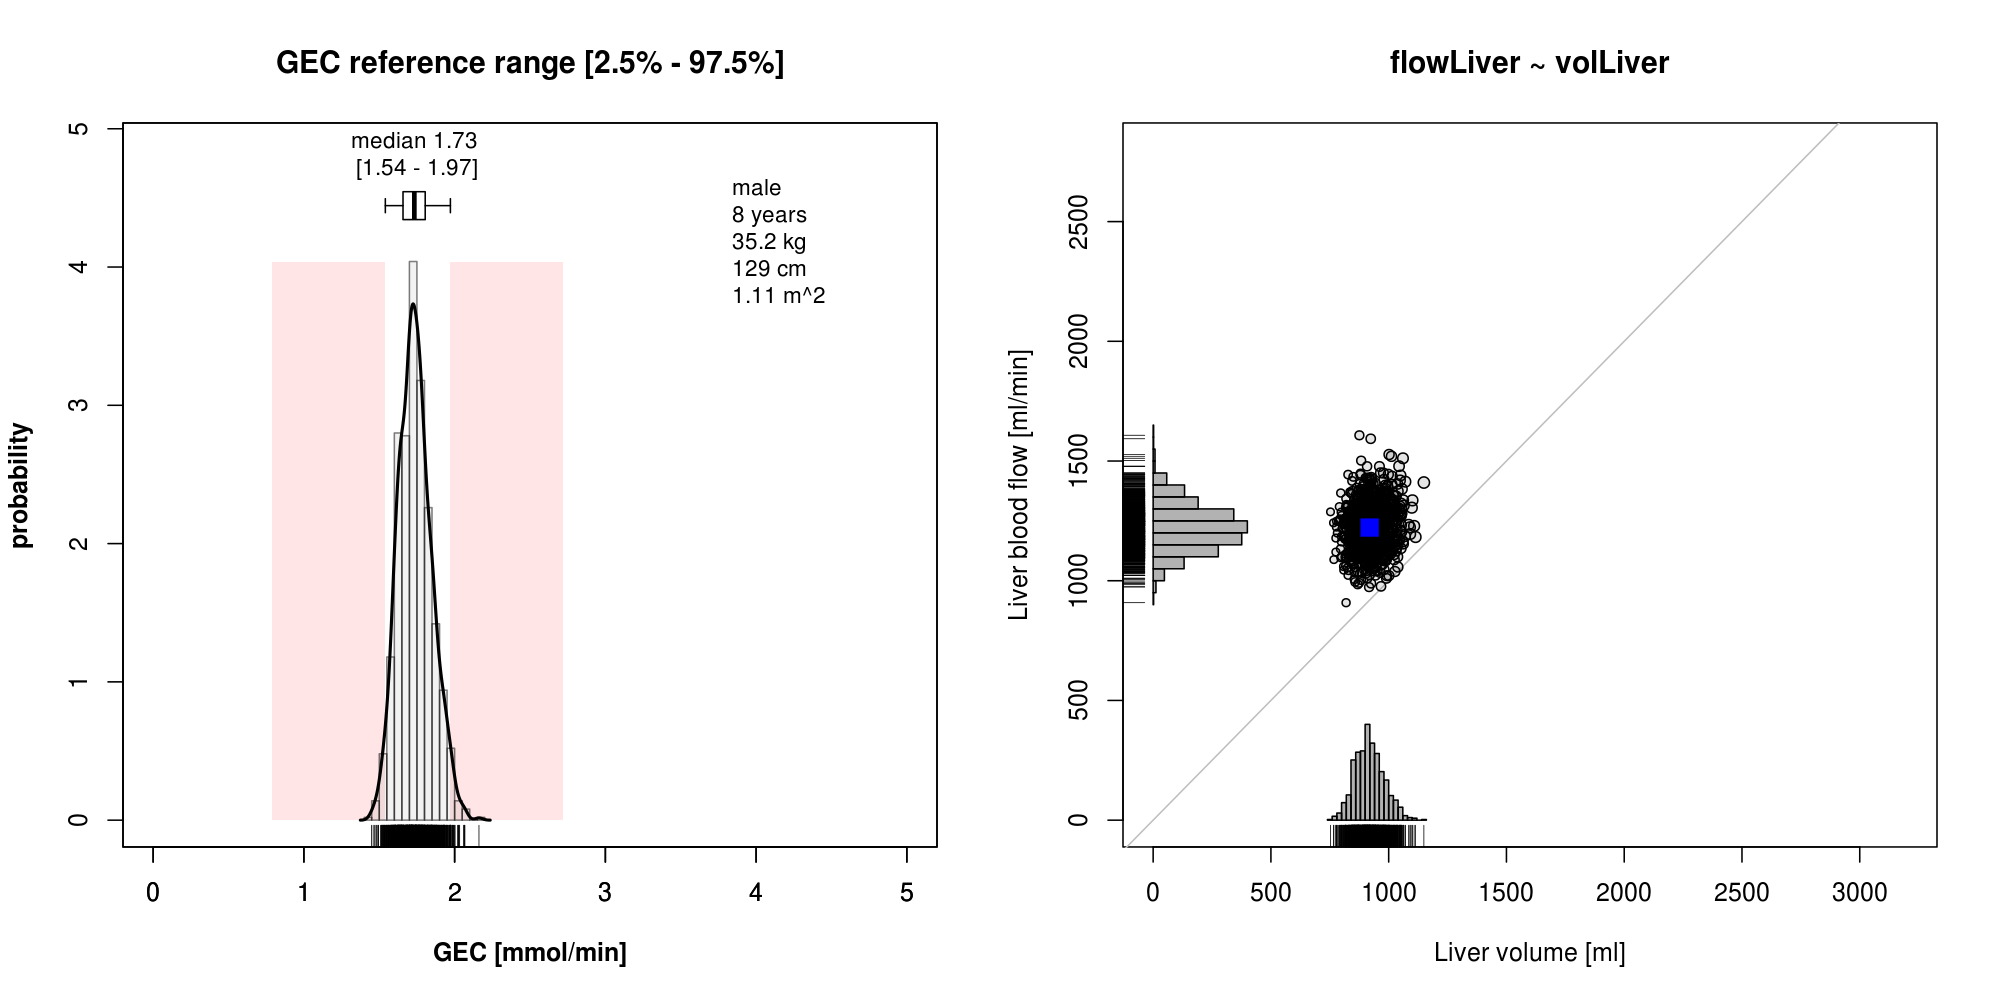 GEC reference range [2.5% - 97.5%]
median 1.73
[1.54 - 1.97]
male
8 years
35.2 kg
129 cm
1.11 m^2
probability
0
1
2
3
4
5
0 1 2 3 4 5
GEC [mmol/min]
flowLiver ~ volLiver
Liver blood flow [ml/min]
0
500
1000
1500
2000
2500
0 500 1000 1500 2000 2500 3000
Liver volume [ml]